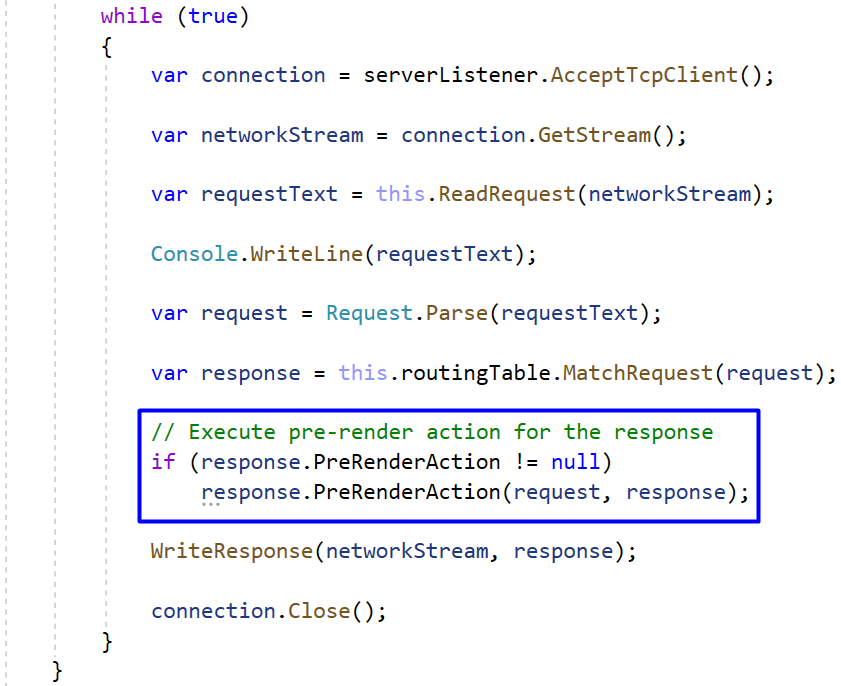 while (true)
{
var connection = serverListener.AcceptTcpClient();
var networkStream = connection.GetStream();
var requestText = this.ReadRequest(networkStream);
Console.WriteLine(requestText);
var request = Request.Parse(requestText);
var response = this.routingTable.MatchRequest(request);
// Execute pre-render action for the response
if (response.PreRenderAction != null)
response.PreRenderAction(request, response);
WriteResponse(networkStream, response);
connection.Close();
}
}